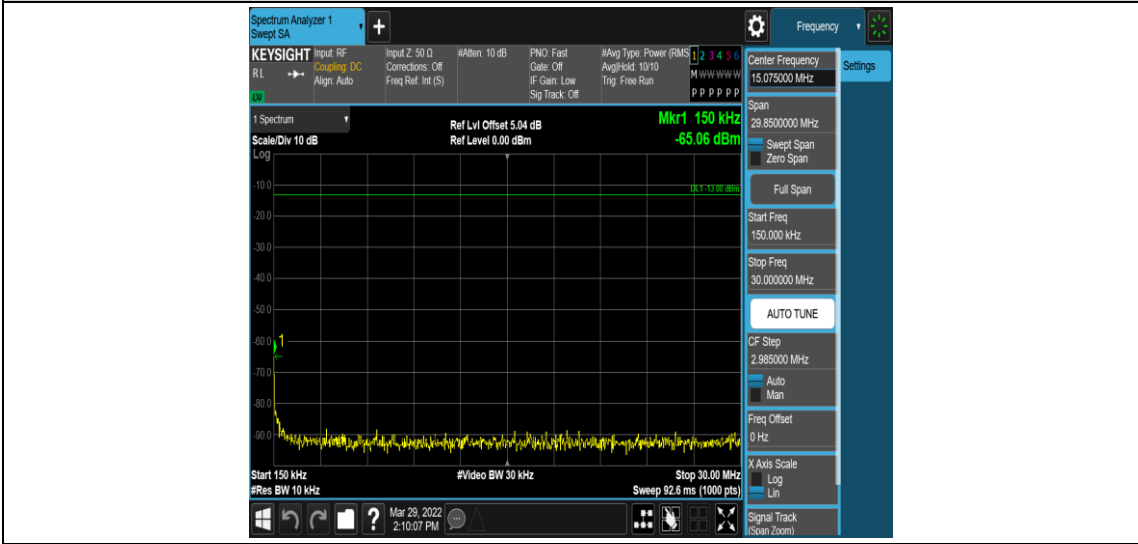 Spectrum Analyzer 1
Swept SA
+
Frequency
KEYSIGHT Input: RF Input Z: 50 Ω #Atten: 10 dB PNO: Fast #Avg Type: Power (RMS 1 2 3 4 5 6
RL Coupling: DC Corrections: Off Gate: Off Avg|Hold: 10/10 M W W W W W
Align: Auto Freq Ref: Int (S) IF Gain: Low Trig: Free Run
Sig Track: Off P P P P P P
Center Frequency
15.075000 MHz
Settings
Span
29.8500000 MHz
Swept Span
Zero Span
Full Span
Start Freq
150.000 kHz
Stop Freq
30.000000 MHz
AUTO TUNE
CF Step
2.985000 MHz
Auto
Man
Freq Offset
0 Hz
X Axis Scale
Log
Lin
Signal Track
(Span Zoom)
1 Spectrum
Scale/Div 10 dB
Log
Ref Lvl Offset 5.04 dB
Ref Level 0.00 dBm
Mkr1 150 kHz
-65.06 dBm
DL1 -13.00 dBm
-10.0
-20.0
-30.0
-40.0
-50.0
-60.0
1
-70.0
-80.0
-90.0
Start 150 kHz #Video BW 30 kHz Stop 30.00 MHz
#Res BW 10 kHz Sweep 92.6 ms (1000 pts)
? Mar 29, 2022
2:10:07 PM